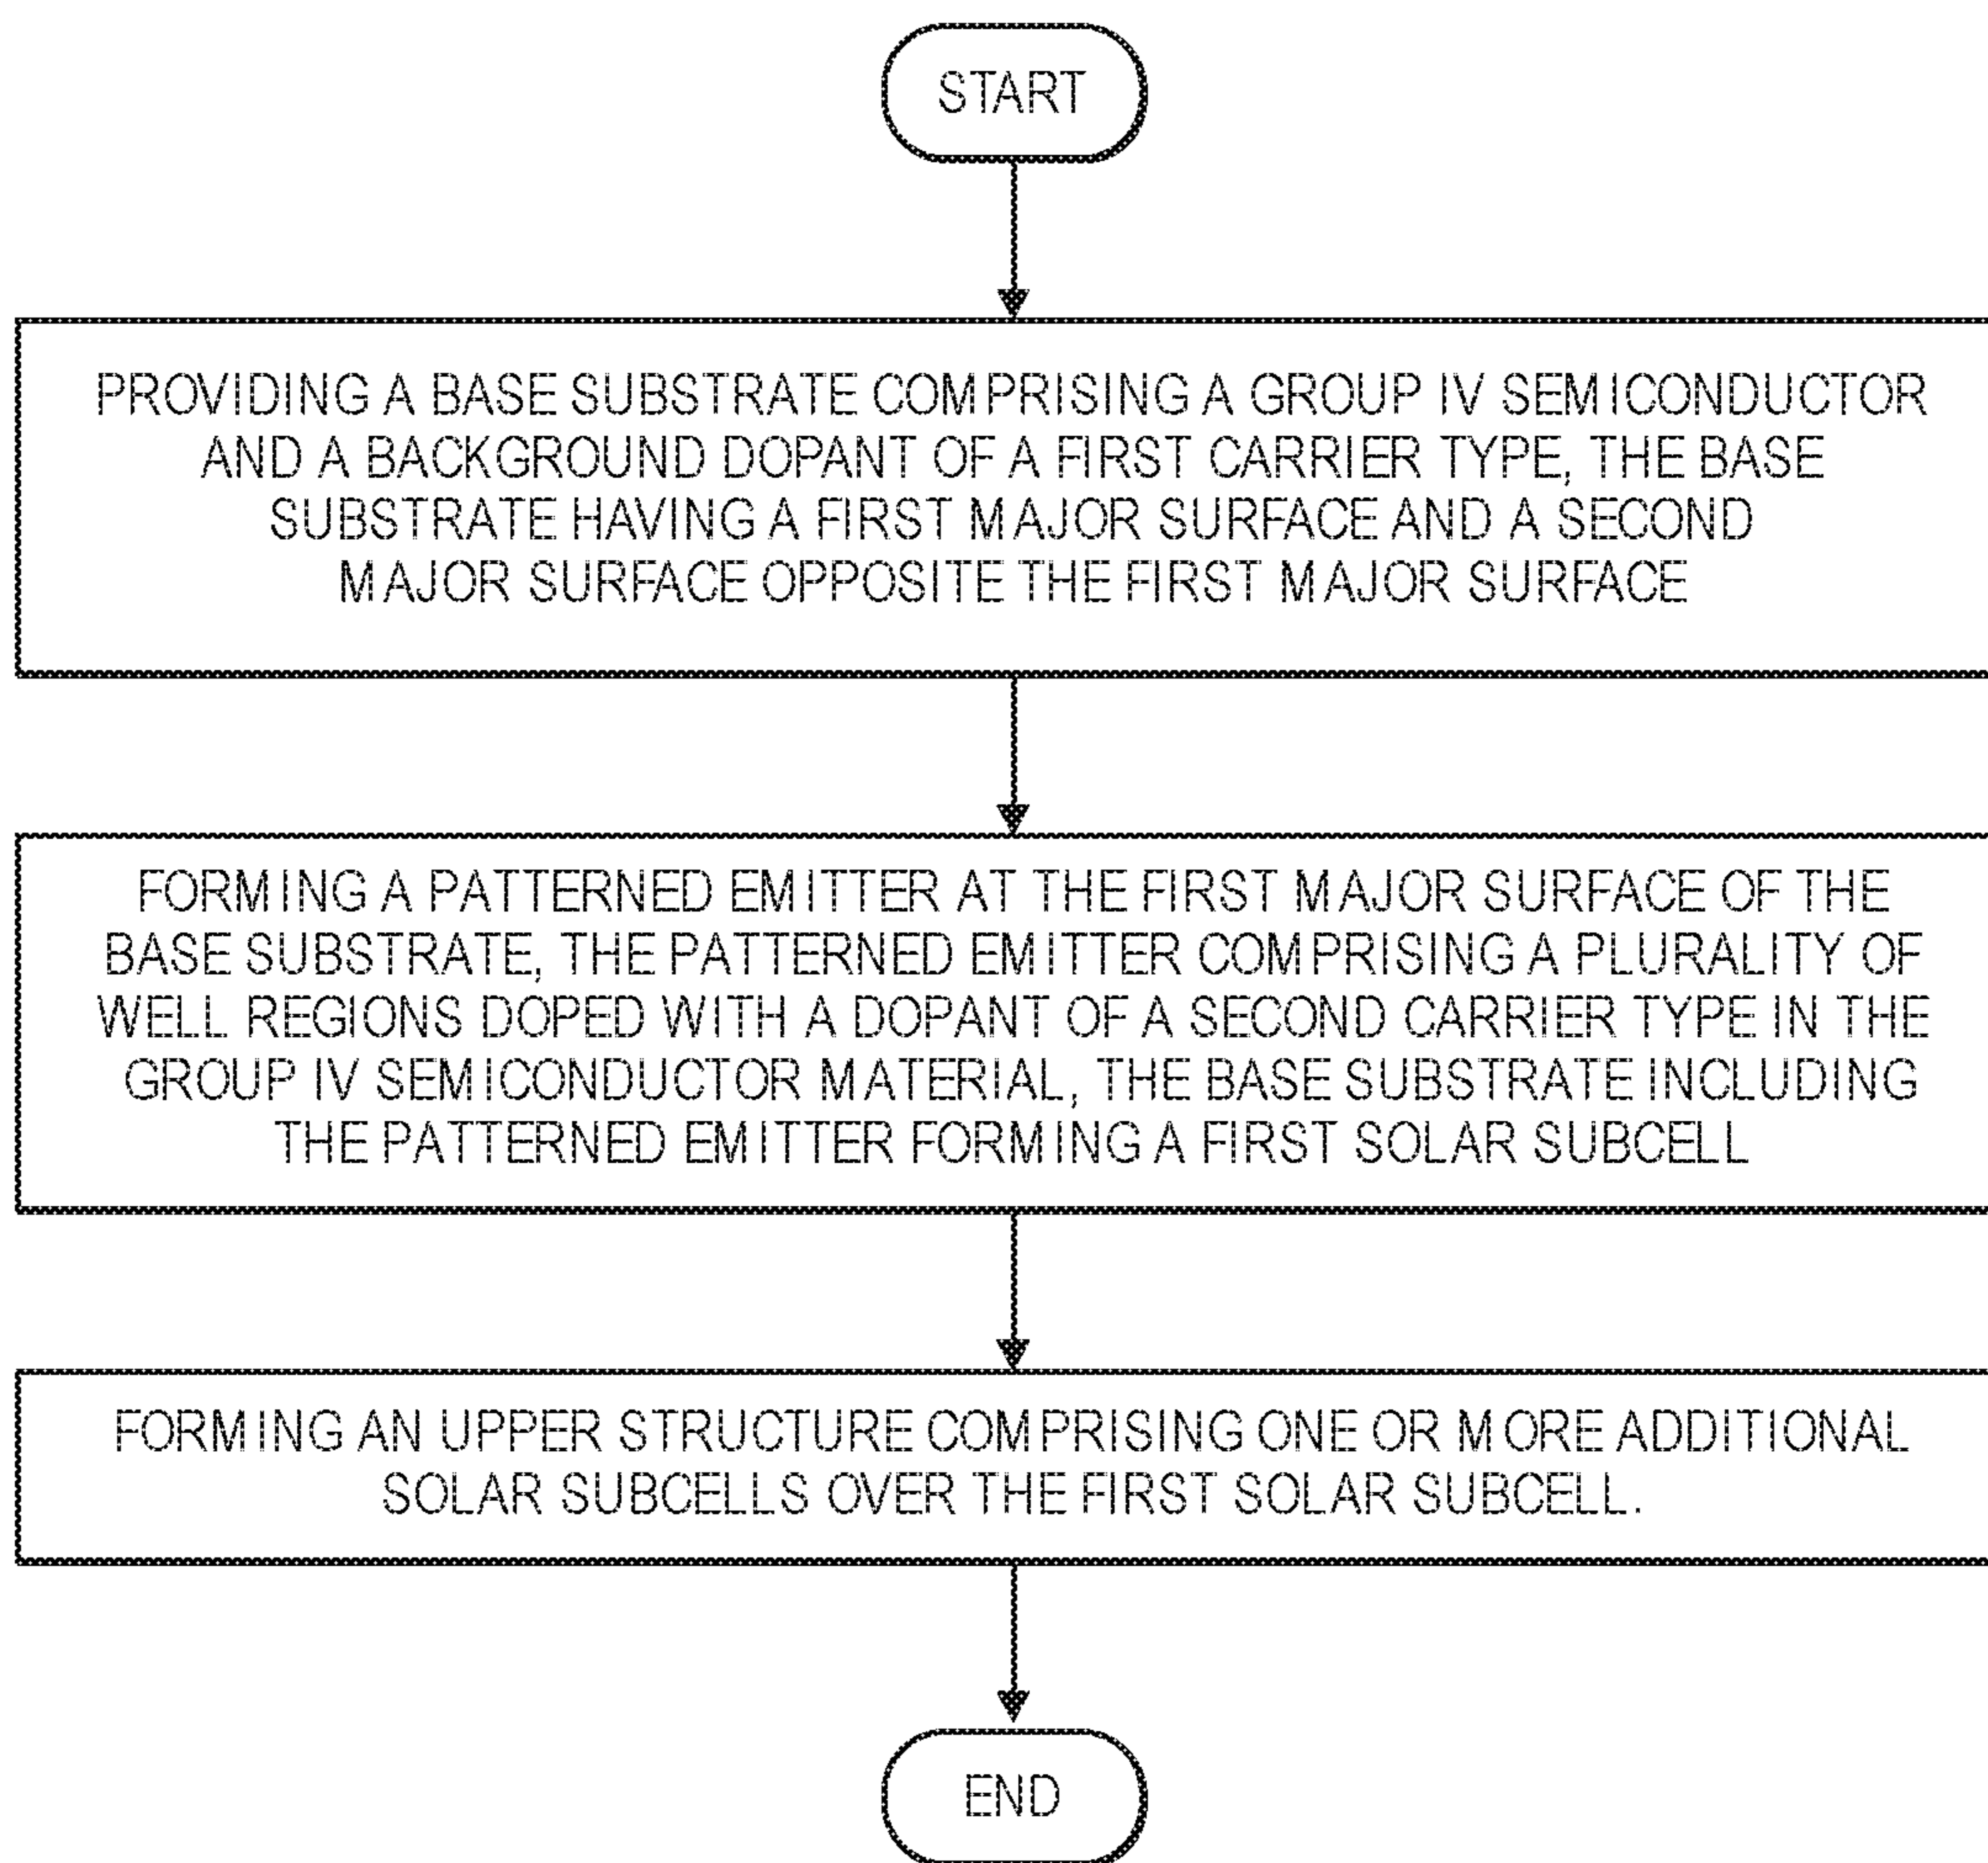 START
PROVIDING A BASE SUBSTRATE COMPRISING A GROUP IV SEMICONDUCTOR
AND A BACKGROUND DOPANT OF A FIRST CARRIER TYPE, THE BASE
SUBSTRATE HAVING A FIRST MAJOR SURFACE AND A SECOND
MAJOR SURFACE OPPOSITE THE FIRST MAJOR SURFACE
FORMING A PATTERNED EMITTER AT THE FIRST MAJOR SURFACE OF THE
BASE SUBSTRATE, THE PATTERNED EMITTER COMPRISING A PLURALITY OF
WELL REGIONS DOPED WITH A DOPANT OF A SECOND CARRIER TYPE IN THE
GROUP IV SEMICONDUCTOR MATERIAL, THE BASE SUBSTRATE INCLUDING
THE PATTERNED EMITTER FORMING A FIRST SOLAR SUBCELL
FORMING AN UPPER STRUCTURE COMPRISING ONE OR MORE ADDITIONAL
SOLAR SUBCELLS OVER THE FIRST SOLAR SUBCELL.
END